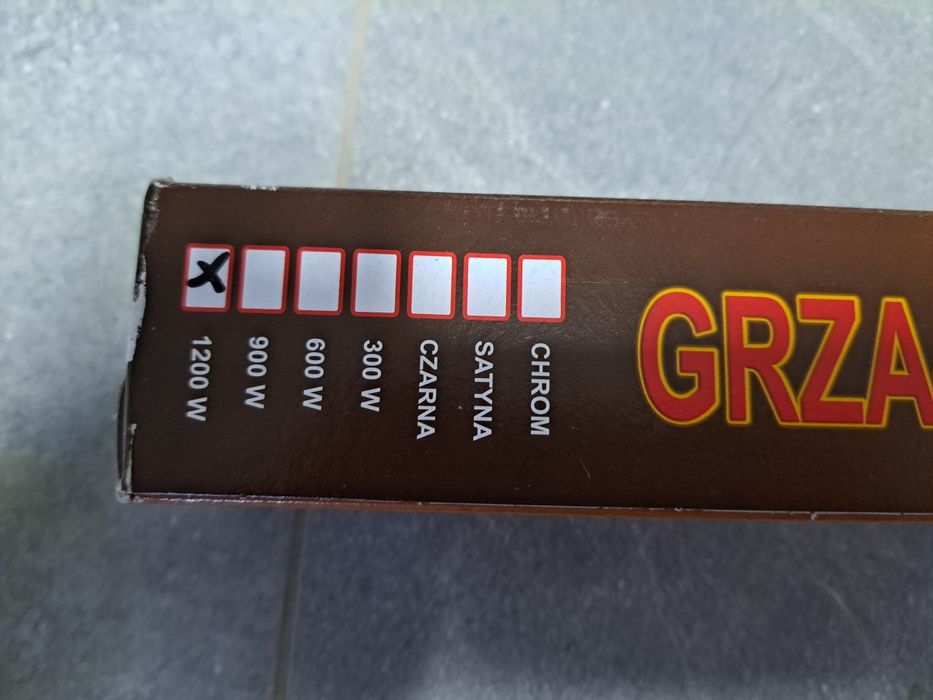 CHROM
SATYNA
CZARNA
300 W
600 W
900 W
1200 W
GRZA